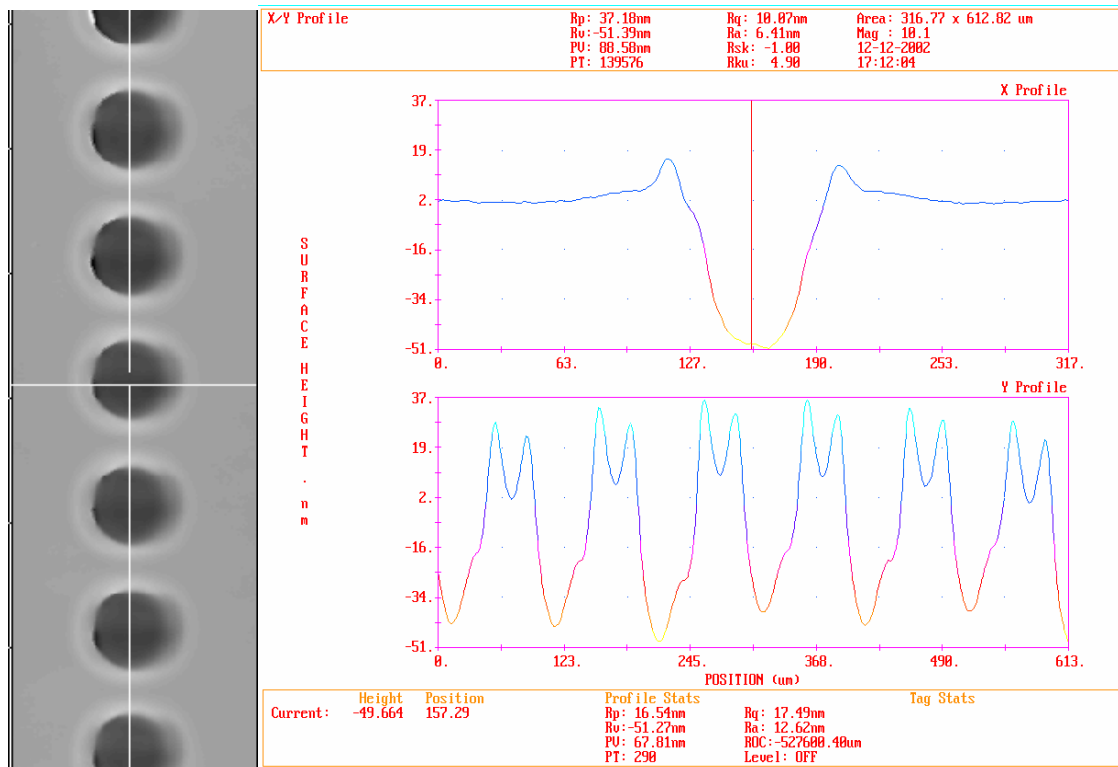 X/Y Profile Rp: 37.18nm Rq: 10.07nm Area: 316.77 x 612.82 um
Rv:-51.39nm Ra: 6.41nm Mag : 10.1
PV: 88.58nm Rsk: -1.00 12-12-2002
PT: 139576 Rku: 4.90 17:12:04
X Profile
37.
19.
2.
-16.
-34.
-51.
0. 63. 127. 190. 253. 317.
SURFACE HEIGHT . nm
Y Profile
37.
19.
2.
-16.
-34.
-51.
0. 123. 245. 368. 490. 613.
POSITION (um)
Height Position Profile Stats Tag Stats
Current: -49.664 157.29 Rp: 16.54nm Rq: 17.49nm
Rv:-51.27nm Ra: 12.62nm
PV: 67.81nm ROC:-527600.40um
PT: 290 Level: OFF